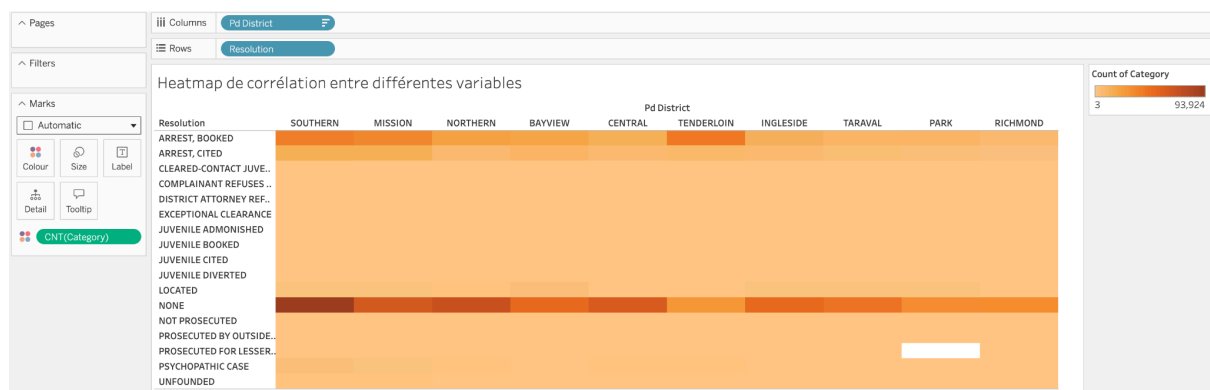 Pages
Columns
Pd District
Rows
Resolution
Filters
Marks
Automatic
Colour Size Label
Detail Tooltip
CNT(Category)
Heatmap de corrélation entre différentes variables
Pd District
Resolution SOUTHERN MISSION NORTHERN BAYVIEW CENTRAL TENDERLOIN INGLESIDE TARAVAL PARK RICHMOND
ARREST, BOOKED
ARREST, CITED
CLEARED-CONTACT JUVE..
COMPLAINANT REFUSES ..
DISTRICT ATTORNEY REF..
EXCEPTIONAL CLEARANCE
JUVENILE ADMONISHED
JUVENILE BOOKED
JUVENILE CITED
JUVENILE DIVERTED
LOCATED
NONE
NOT PROSECUTED
PROSECUTED BY OUTSIDE..
PROSECUTED FOR LESSER..
PSYCHOPATHIC CASE
UNFOUNDED
Count of Category
3 93,924